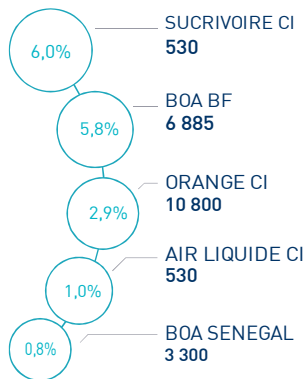 6,0%
SUCRIVOIRE CI
530
5,8%
BOA BF
6 885
2,9%
ORANGE CI
10 800
1,0%
AIR LIQUIDE CI
530
0,8%
BOA SENEGAL
3 300